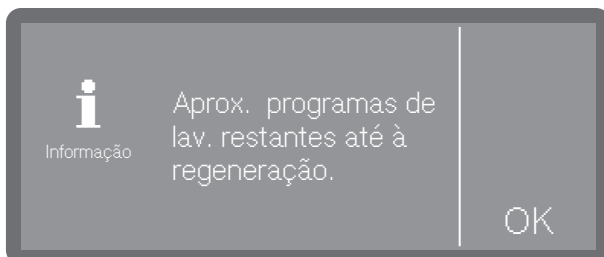 Informação
Aprox. programas de
lav. restantes até à
regeneração.
OK